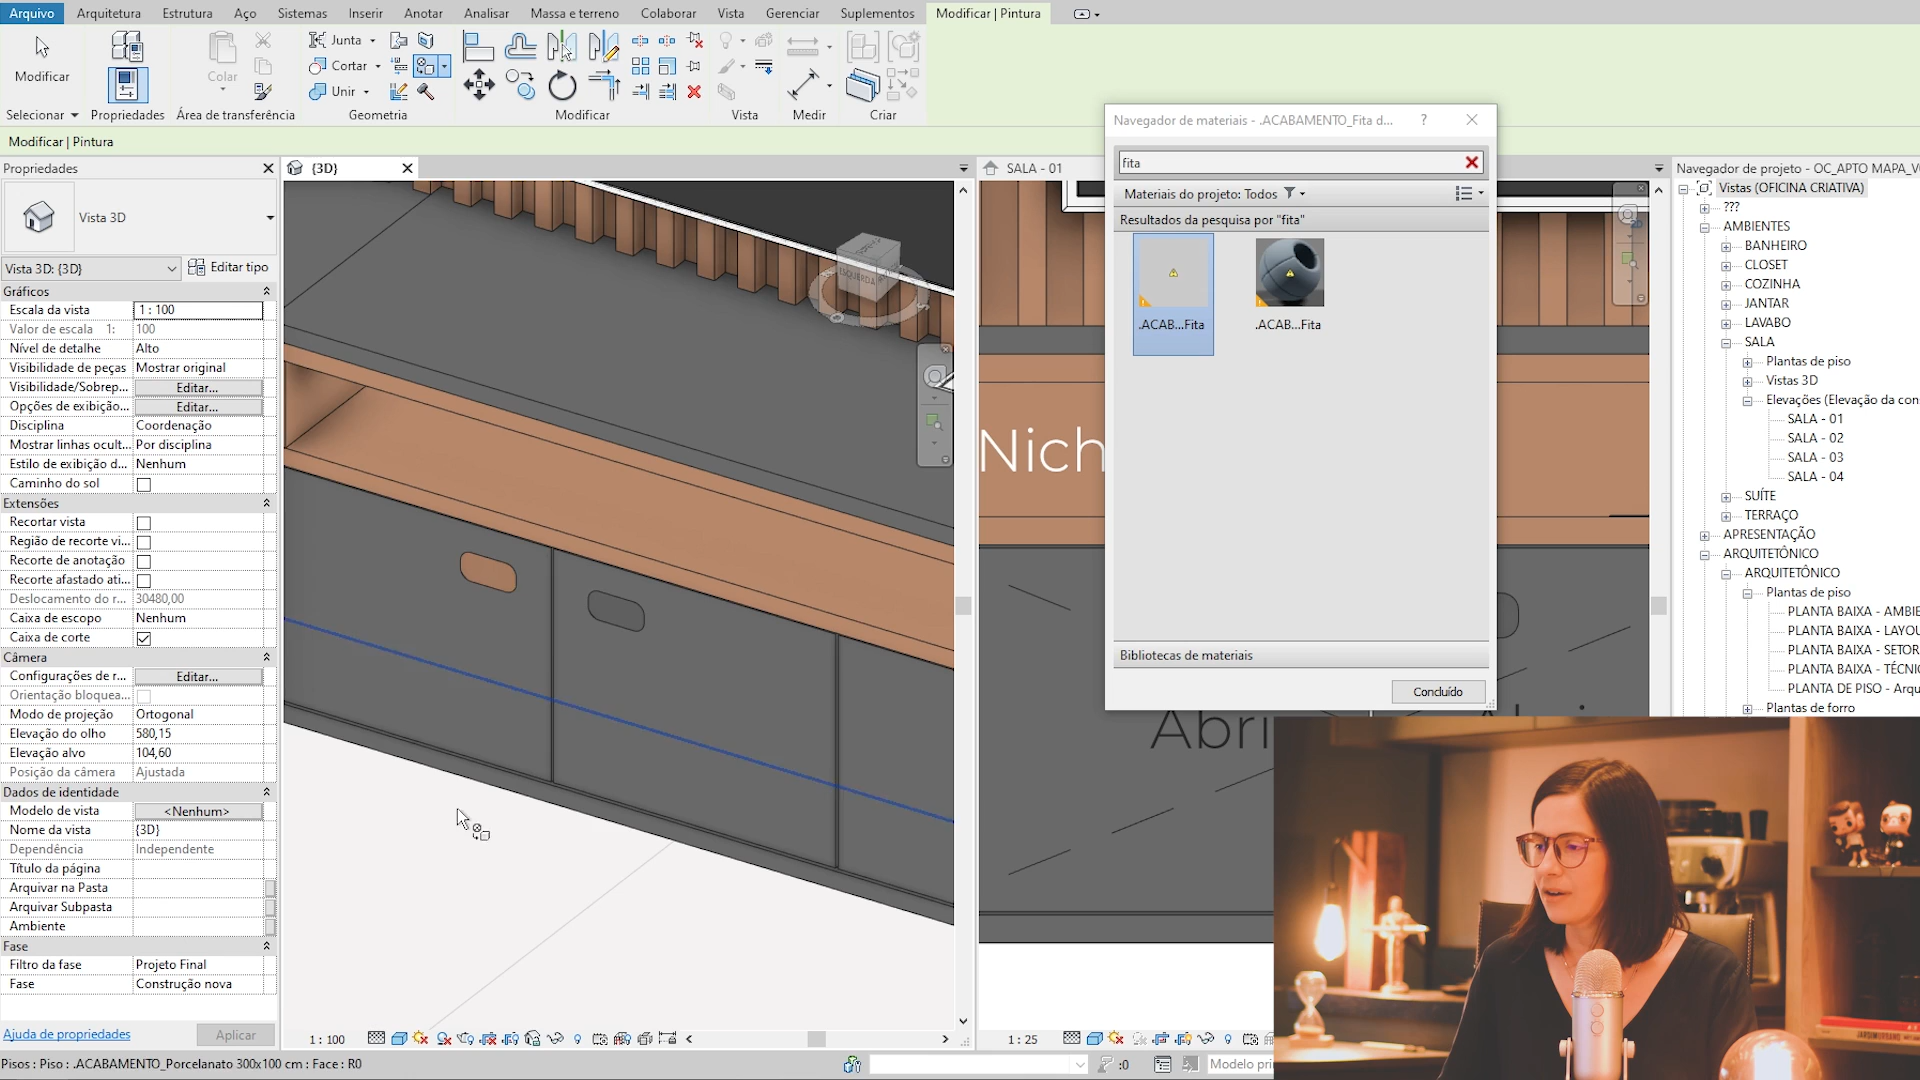 Arquivo Arquitetura Estrutura Aço Sistemas Inserir Anotar Analisar Massa e terreno Colaborar Vista Gerenciar Suplementos Modificar | Pintura
Modificar
Colar
Junta
Cortar
Unir
Selecionar Propriedades Área de transferência Geometria Modificar Vista Medir Criar
Modificar | Pintura
Propriedades
{3D}
SALA - 01
Navegador de projeto - OC_APTO MAPA_V
Vista 3D
Vista 3D: {3D}
Editar tipo
Gráficos
Escala da vista 1 : 100
Valor de escala 1: 100
Nível de detalhe Alto
Visibilidade de peças Mostrar original
Visibilidade/Sobrep... Editar...
Opções de exibição... Editar...
Disciplina Coordenação
Mostrar linhas ocult... Por disciplina
Estilo de exibição d... Nenhum
Caminho do sol
Extensões
Recortar vista
Região de recorte vi...
Recorte de anotação
Recorte afastado ati...
Deslocamento do r... 30480,00
Caixa de escopo Nenhum
Caixa de corte
Câmera
Configurações de r... Editar...
Orientação bloquea...
Modo de projeção Ortogonal
Elevação do olho 580,15
Elevação alvo 104,60
Posição da câmera Ajustada
Dados de identidade
Modelo de vista <Nenhum>
Nome da vista {3D}
Dependência Independente
Título da página
Arquivar na Pasta
Arquivar Subpasta
Ambiente
Fase
Filtro da fase Projeto Final
Fase Construção nova
Ajuda de propriedades Aplicar
ESQUERDA
1 : 100
Nich
Abri
1 : 25
Navegador de materiais - .ACABAMENTO_Fita d... ?
fita
Materiais do projeto: Todos
Resultados da pesquisa por "fita"
.ACAB...Fita .ACAB...Fita
Bibliotecas de materiais
Concluído
Vistas (OFICINA CRIATIVA)
???
AMBIENTES
BANHEIRO
CLOSET
COZINHA
JANTAR
LAVABO
SALA
Plantas de piso
Vistas 3D
Elevações (Elevação da con
SALA - 01
SALA - 02
SALA - 03
SALA - 04
SUÍTE
TERRAÇO
APRESENTAÇÃO
ARQUITETÔNICO
ARQUITETÔNICO
Plantas de piso
PLANTA BAIXA - AMBIE
PLANTA BAIXA - LAYOU
PLANTA BAIXA - SETOR
PLANTA BAIXA - TÉCNI
PLANTA DE PISO - Arqu
Plantas de forro
Pisos : Piso : .ACABAMENTO_Porcelanato 300x100 cm : Face : R0
:0
Modelo pri